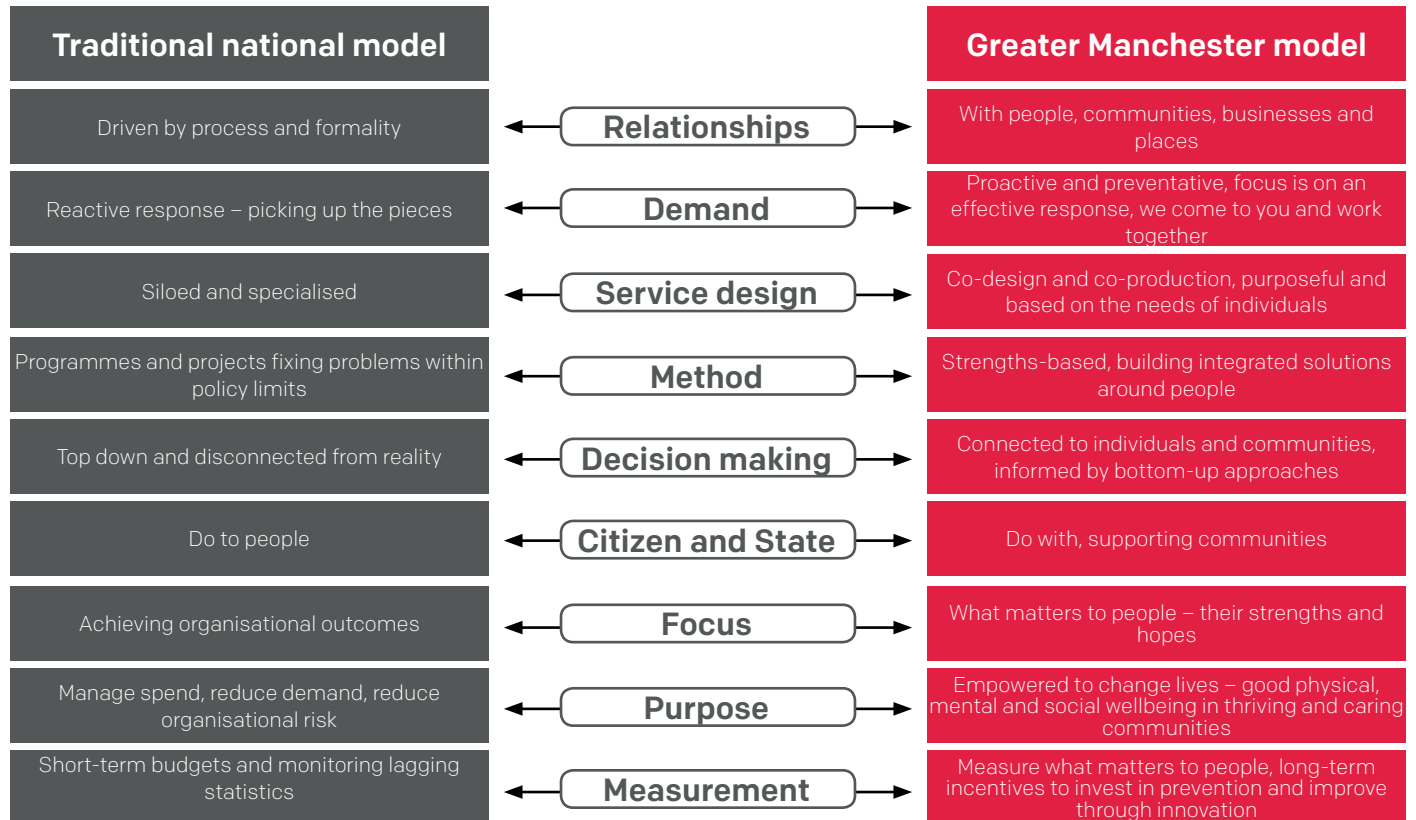 Traditional national model
Greater Manchester model
Driven by process and formality
Relationships
With people, communities, businesses and
places
Reactive response – picking up the pieces
Demand
Proactive and preventative, focus is on an
effective response, we come to you and work
together
Siloed and specialised
Service design
Co-design and co-production, purposeful and
based on the needs of individuals
Programmes and projects fixing problems within
policy limits
Method
Strengths-based, building integrated solutions
around people
Top down and disconnected from reality
Decision making
Connected to individuals and communities,
informed by bottom-up approaches
Do to people
Citizen and State
Do with, supporting communities
Achieving organisational outcomes
Focus
What matters to people – their strengths and
hopes
Manage spend, reduce demand, reduce
organisational risk
Purpose
Empowered to change lives – good physical,
mental and social wellbeing in thriving and caring
communities
Short-term budgets and monitoring lagging
statistics
Measurement
Measure what matters to people, long-term
incentives to invest in prevention and improve
through innovation